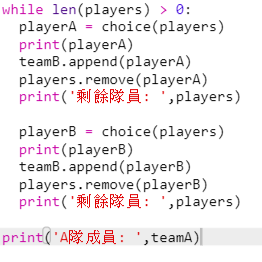 while len(players) > 0:
playerA = choice(players)
print(playerA)
teamB.append(playerA)
players.remove(playerA)
print('剩餘隊員: ',players)
playerB = choice(players)
print(playerB)
teamB.append(playerB)
players.remove(playerB)
print('剩餘隊員: ',players)
print('A隊成員: ',teamA)